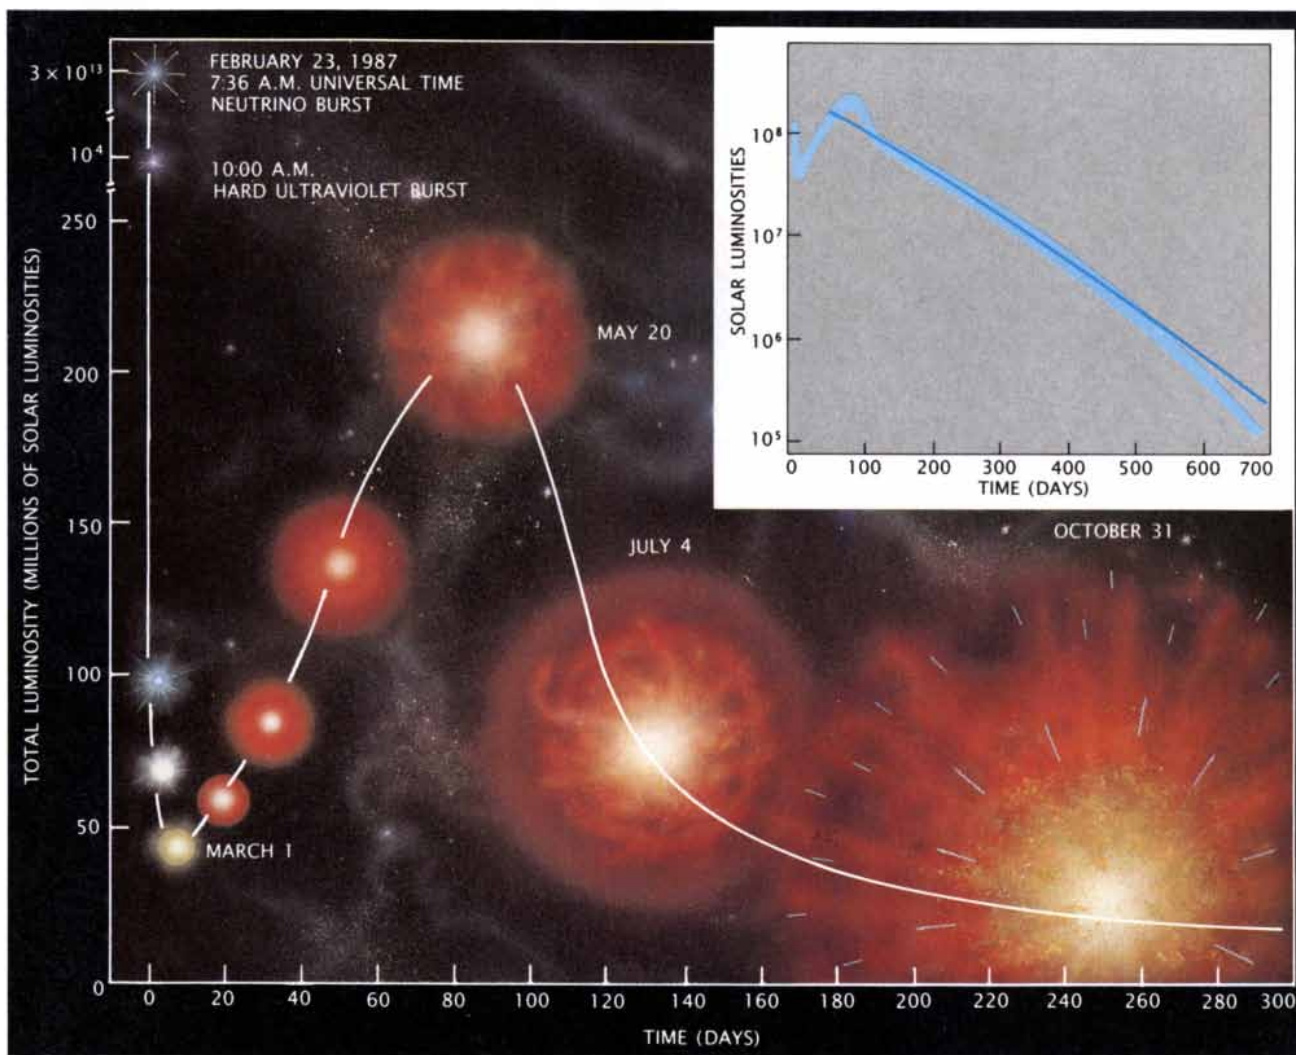 FEBRUARY 23, 1987
7:36 A.M. UNIVERSAL TIME
NEUTRINO BURST
10:00 A.M.
HARD ULTRAVIOLET BURST
3 × 10¹³
10⁴
250
200
150
100
50
0
TOTAL LUMINOSITY (MILLIONS OF SOLAR LUMINOSITIES)
MAY 20
JULY 4
OCTOBER 31
MARCH 1
0 20 40 60 80 100 120 140 160 180 200 220 240 260 280 300
TIME (DAYS)
SOLAR LUMINOSITIES
10⁸
10⁷
10⁶
10⁵
0 100 200 300 400 500 600 700
TIME (DAYS)